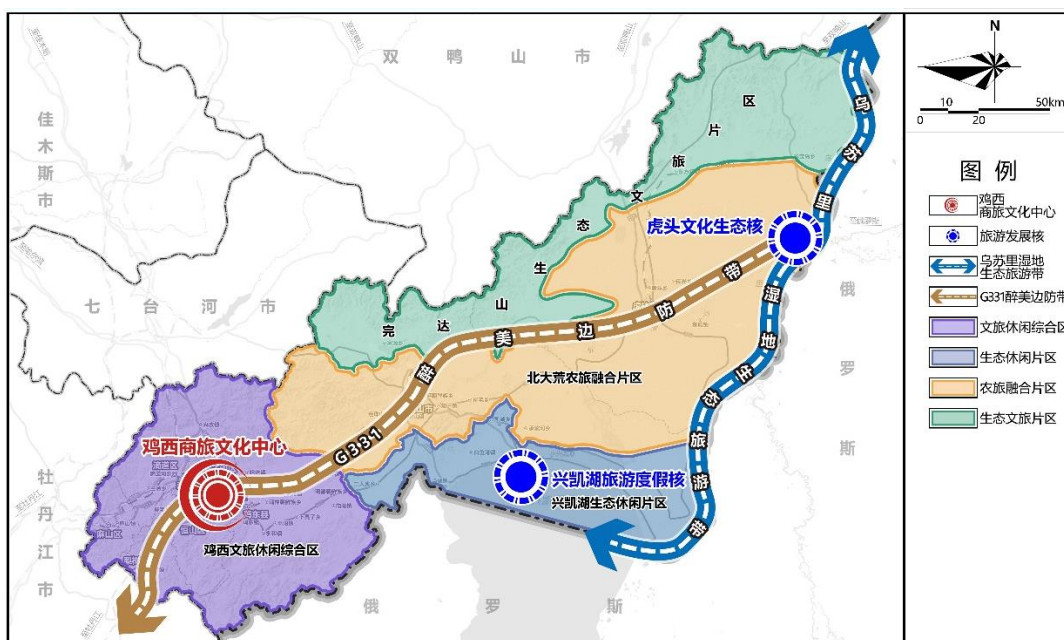 双鸭山市
佳木斯市
七台河市
牡丹江市
俄罗斯
俄罗斯
完达山生态文旅片区
虎头文化生态核
G331醉美边防带
北大荒农旅融合片区
乌苏里湿地生态旅游带
鸡西商旅文化中心
兴凯湖旅游度假核
兴凯湖生态休闲片区
鸡西文旅休闲综合区
N
10
50km
0
20
图例
鸡西
商旅文化中心
旅游发展核
乌苏里湿地
生态旅游带
G331醉美边防带
文旅休闲综合区
生态休闲片区
农旅融合片区
生态文旅片区